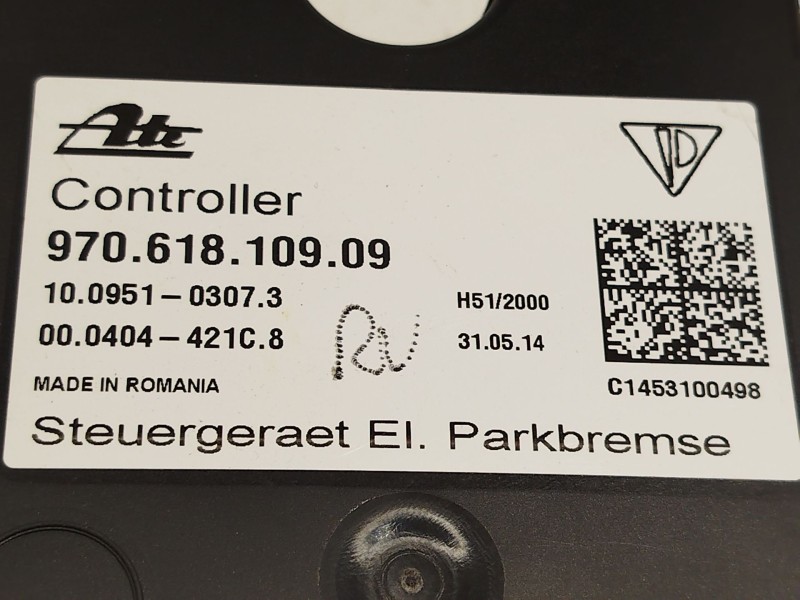 Ate
Controller
970.618.109.09
10.0951-0307.3
H51/2000
00.0404-421C.8
31.05.14
MADE IN ROMANIA
C1453100498
Steuergeraet El. Parkbremse